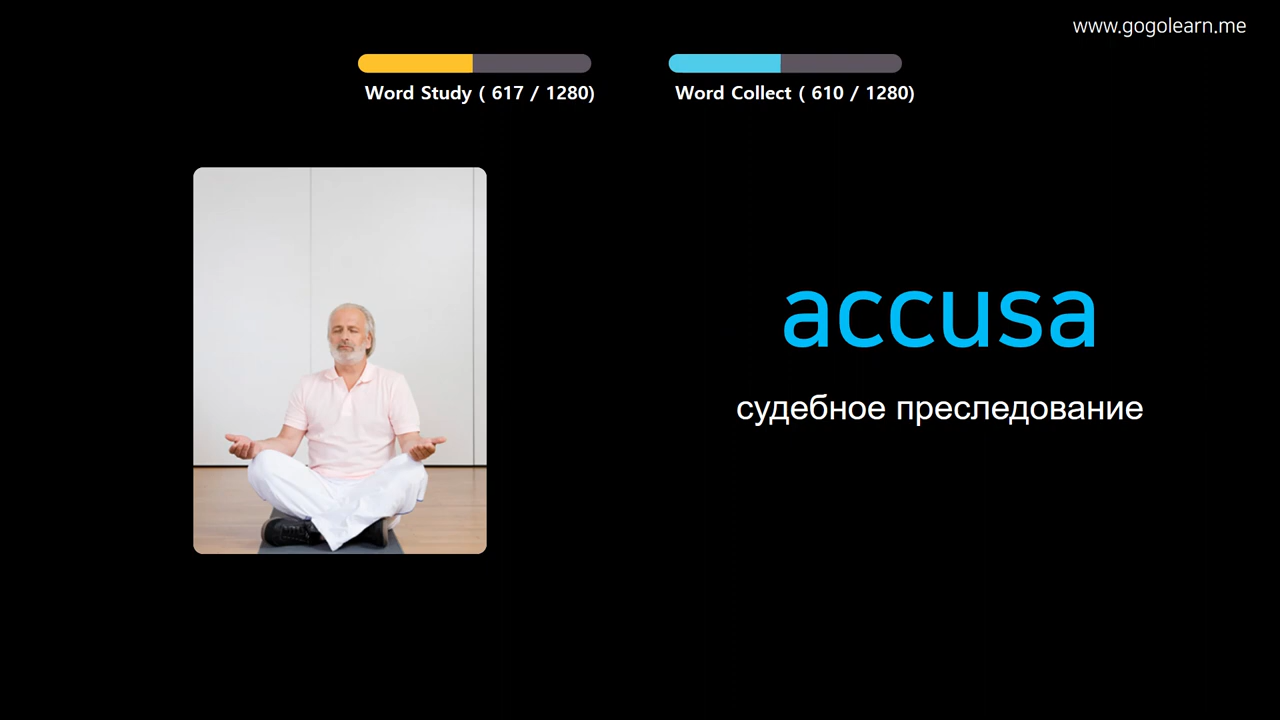 www.gogolearn.me
Word Study ( 617 / 1280)
Word Collect ( 610 / 1280)
accusa
судебное преследование